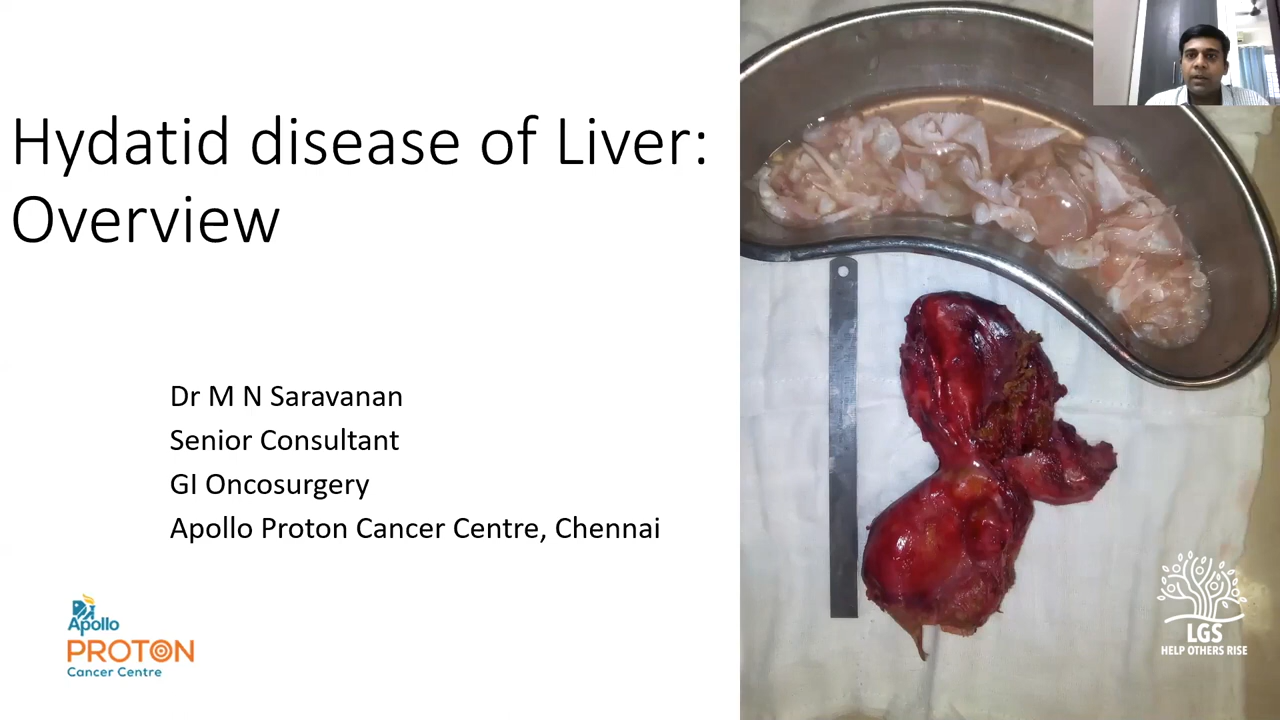 Hydatid disease of Liver:
Overview
Dr M N Saravanan
Senior Consultant
GI Oncosurgery
Apollo Proton Cancer Centre, Chennai
Apollo
PROTON
Cancer Centre
LGS
HELP OTHERS RISE